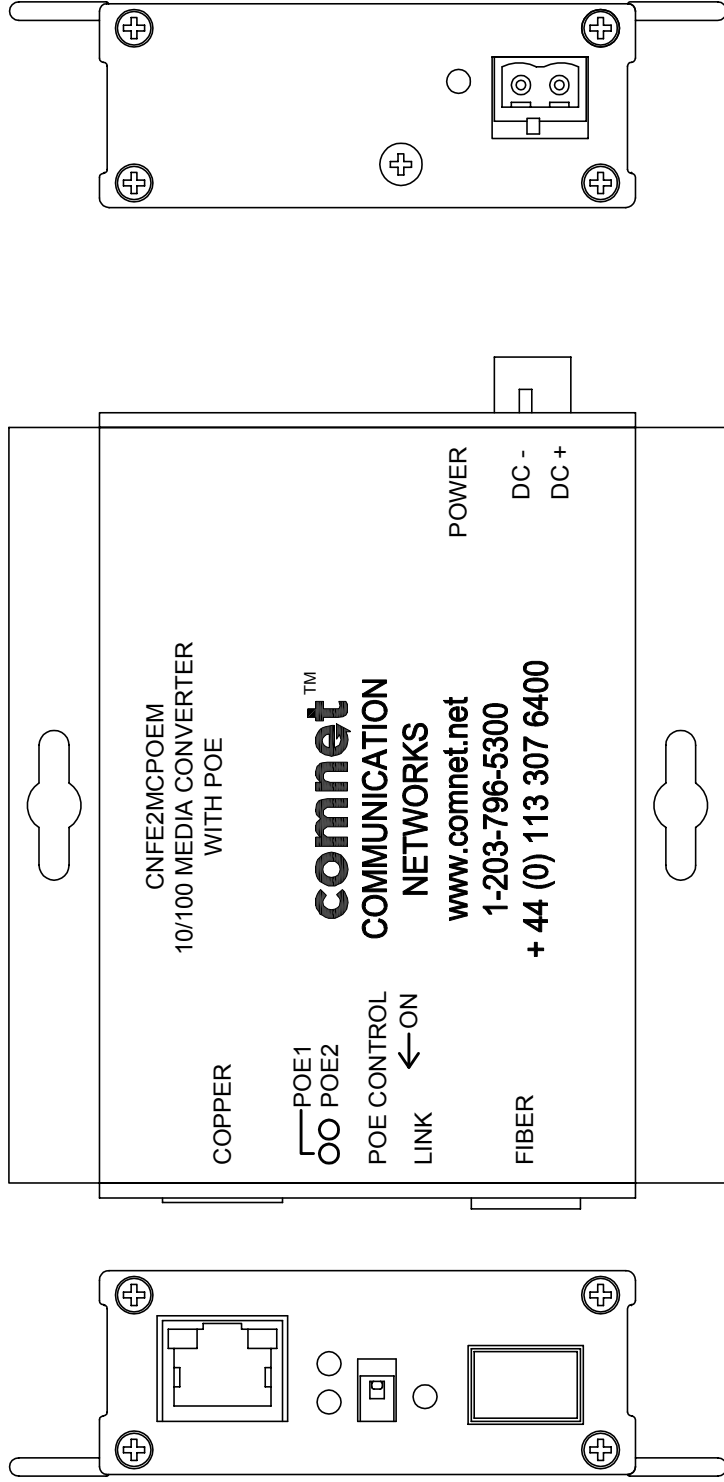 CNFE2MCPOEM
10/100 MEDIA CONVERTER
WITH POE
comnet™
COMMUNICATION
NETWORKS
www.comnet.net
1-203-796-5300
+ 44 (0) 113 307 6400
COPPER
POE1
POE2
POE CONTROL
←ON
LINK
FIBER
POWER
DC -
DC +